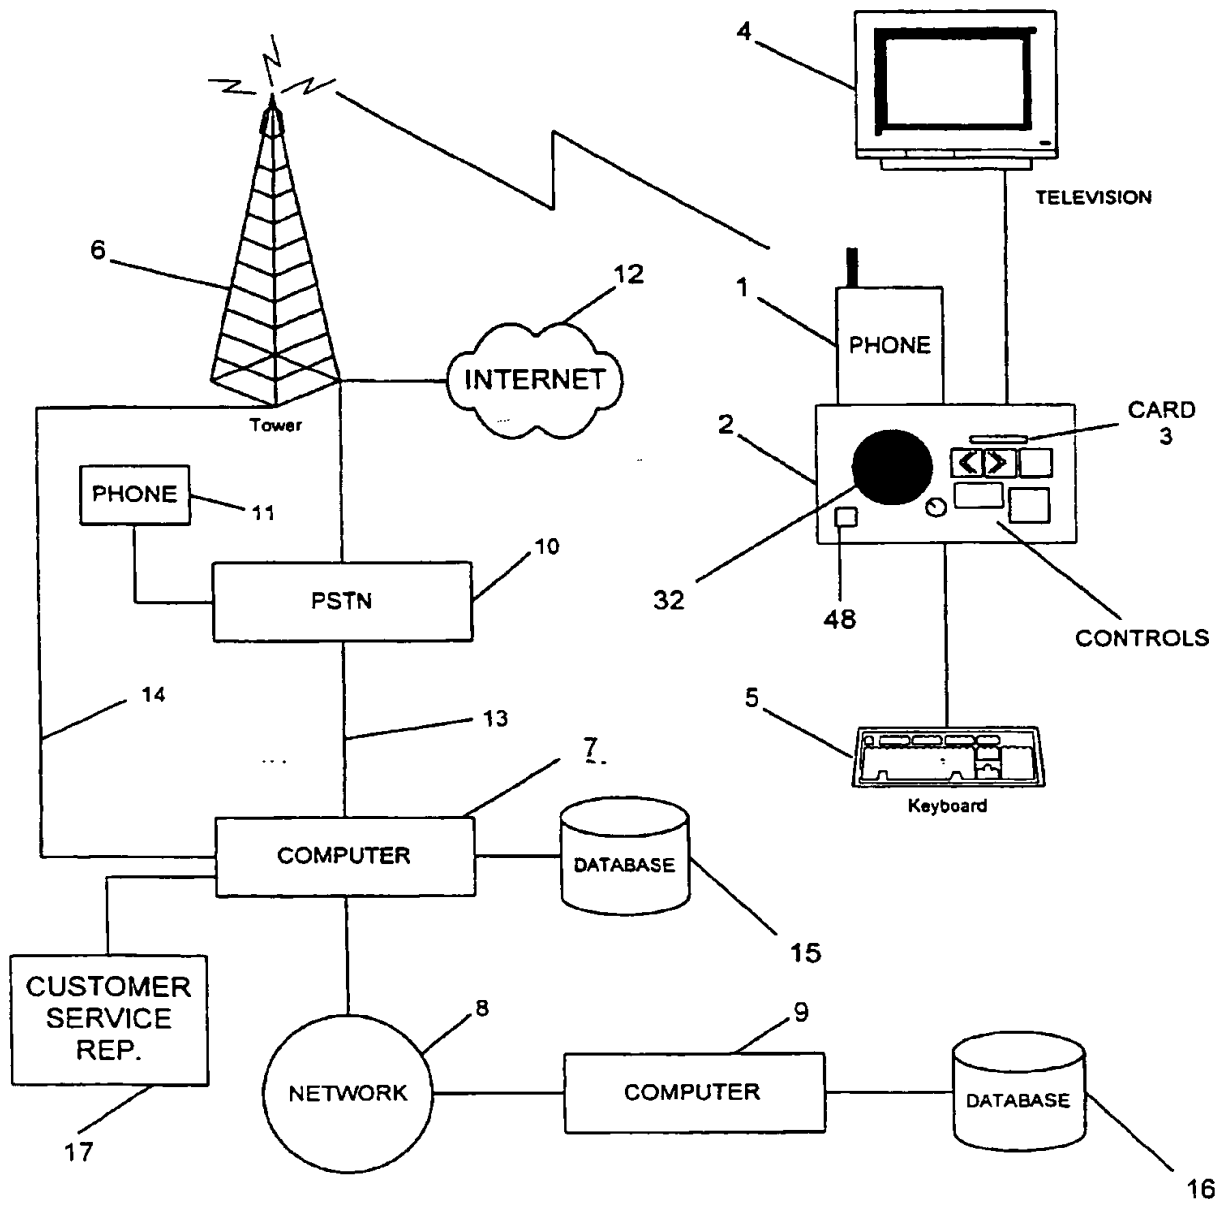 4
TELEVISION
6
12
1
PHONE
INTERNET
Tower
2
CARD
3
PHONE
11
10
PSTN
32
48
CONTROLS
14
13
5
7
Keyboard
COMPUTER
DATABASE
15
CUSTOMER
SERVICE
REP.
8
9
NETWORK
COMPUTER
DATABASE
17
16